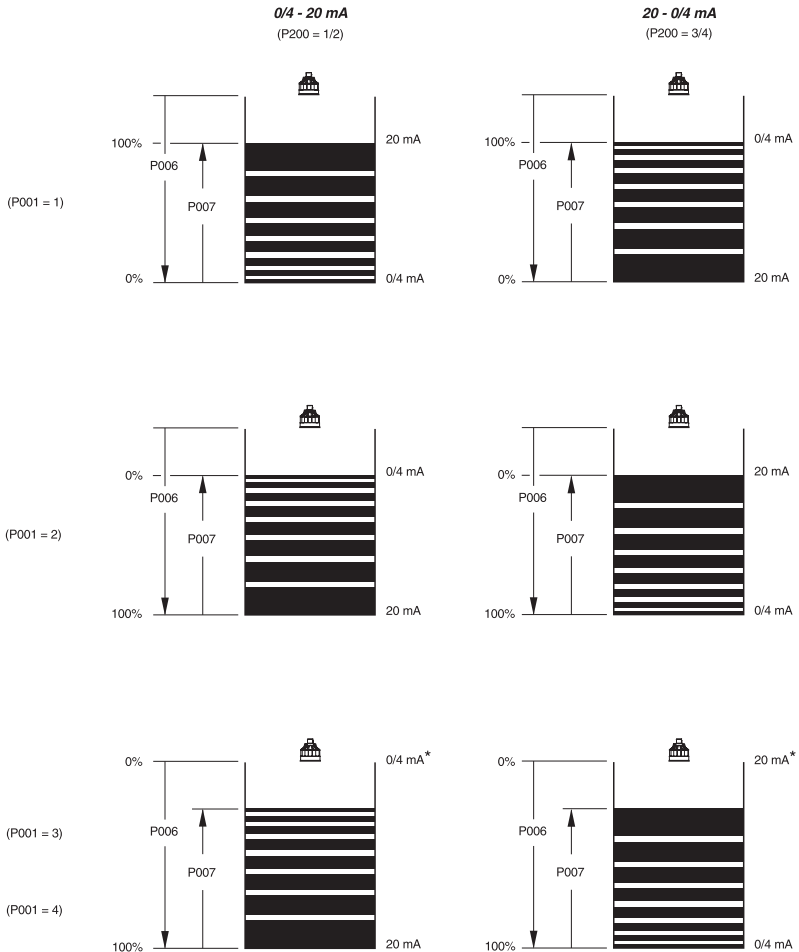 0/4 - 20 mA
(P200 = 1/2)
20 - 0/4 mA
(P200 = 3/4)
100%
20 mA
P006
P007
(P001 = 1)
0%
0/4 mA
100%
0/4 mA
P006
P007
0%
20 mA
0%
0/4 mA
P006
P007
(P001 = 2)
100%
20 mA
0%
20 mA
P006
P007
100%
0/4 mA
0%
0/4 mA*
(P001 = 3)
P006
P007
(P001 = 4)
100%
20 mA
0%
20 mA*
P006
P007
100%
0/4 mA